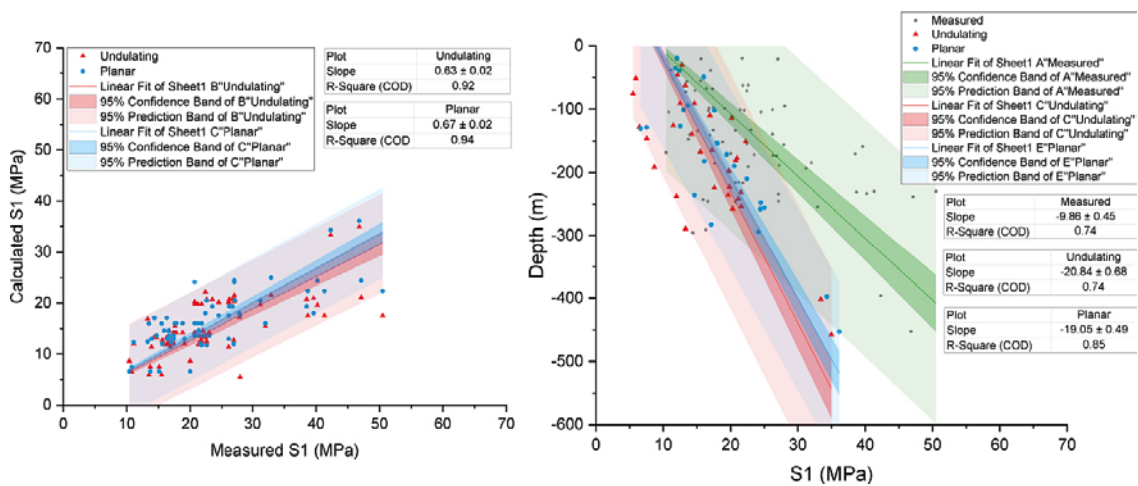 70
60
50
40
30
20
10
0
Calculated S1 (MPa)
0 10 20 30 40 50 60 70
Measured S1 (MPa)
Undulating
Planar
Linear Fit of Sheet1 B"Undulating"
95% Confidence Band of B"Undulating"
95% Prediction Band of B"Undulating"
Linear Fit of Sheet1 C"Planar"
95% Confidence Band of C"Planar"
95% Prediction Band of C"Planar"
Plot Undulating
Slope 0.63 ± 0.02
R-Square (COD) 0.92
Plot Planar
Slope 0.67 ± 0.02
R-Square (COD 0.94
0
-100
-200
-300
-400
-500
-600
Depth (m)
0 10 20 30 40 50 60 70
S1 (MPa)
Measured
Undulating
Planar
Linear Fit of Sheet1 A"Measured"
95% Confidence Band of A"Measured"
95% Prediction Band of A"Measured"
Linear Fit of Sheet1 C"Undulating"
95% Confidence Band of C"Undulating"
95% Prediction Band of C"Undulating"
Linear Fit of Sheet1 E"Planar"
95% Confidence Band of E"Planar"
95% Prediction Band of E"Planar"
Plot Measured
Slope -9.86 ± 0.45
R-Square (COD) 0.74
Plot Undulating
Slope -20.84 ± 0.68
R-Square (COD) 0.74
Plot Planar
Slope -19.05 ± 0.49
R-Square (COD) 0.85